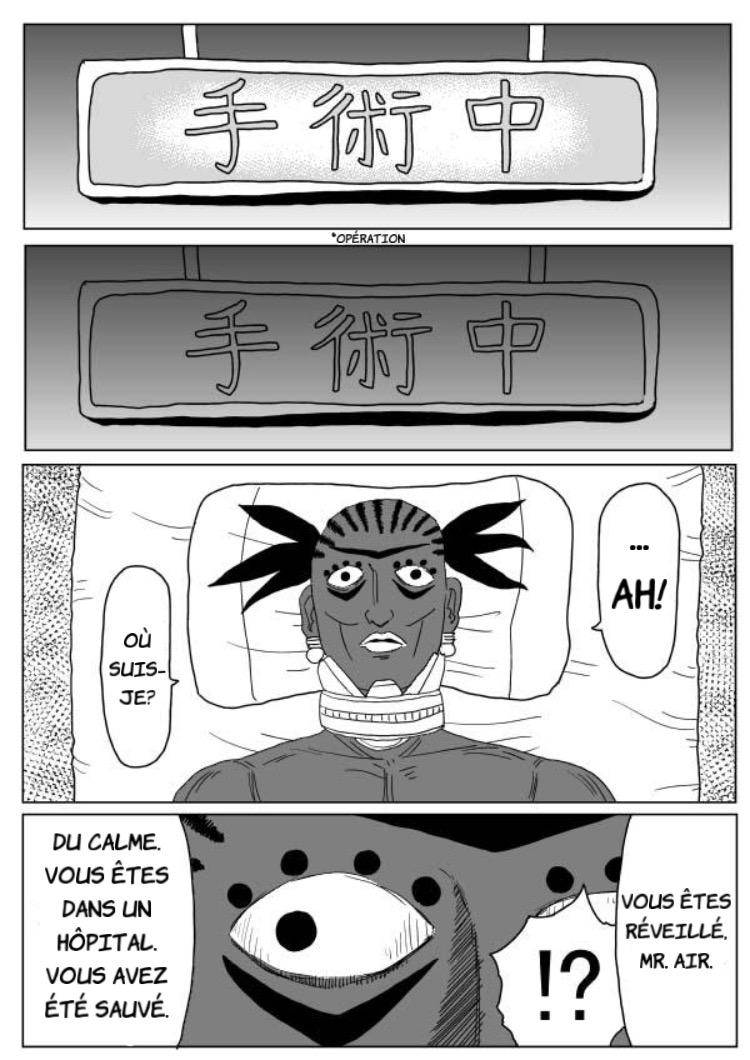 手術中
*OPÉRATION
手術中
...
AH!
OÙ
SUIS-
JE?
VOUS ÊTES
RÉVEILLÉ,
MR. AIR.
!?
DU CALME.
VOUS ÊTES
DANS UN
HÔPITAL.
VOUS AVEZ
ÉTÉ SAUVÉ.